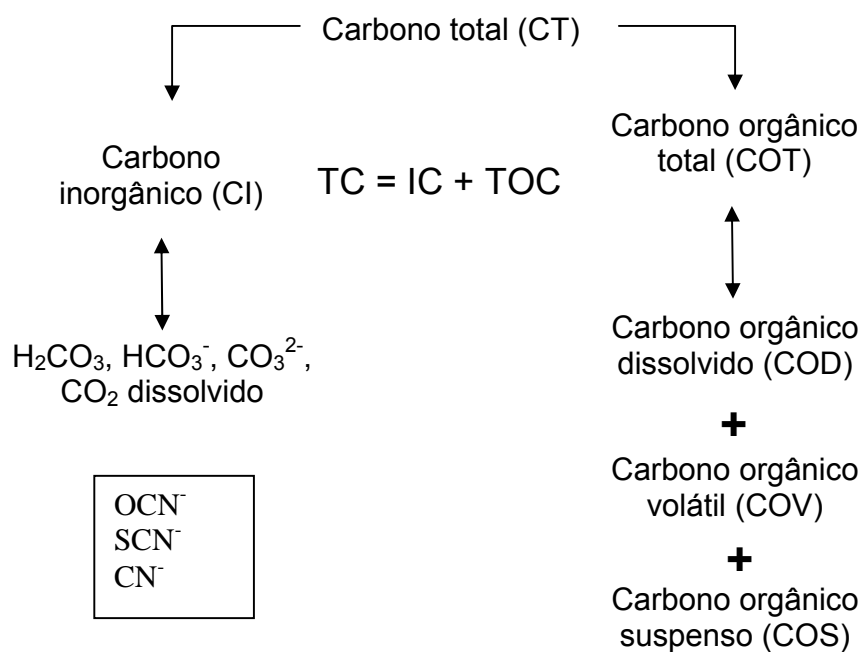 Carbono total (CT)
Carbono
inorgânico (CI)
TC = IC + TOC
Carbono orgânico
total (COT)
H₂CO₃, HCO₃⁻, CO₃²⁻,
CO₂ dissolvido
Carbono orgânico
dissolvido (COD)
+
Carbono orgânico
volátil (COV)
+
Carbono orgânico
suspenso (COS)
OCN⁻
SCN⁻
CN⁻